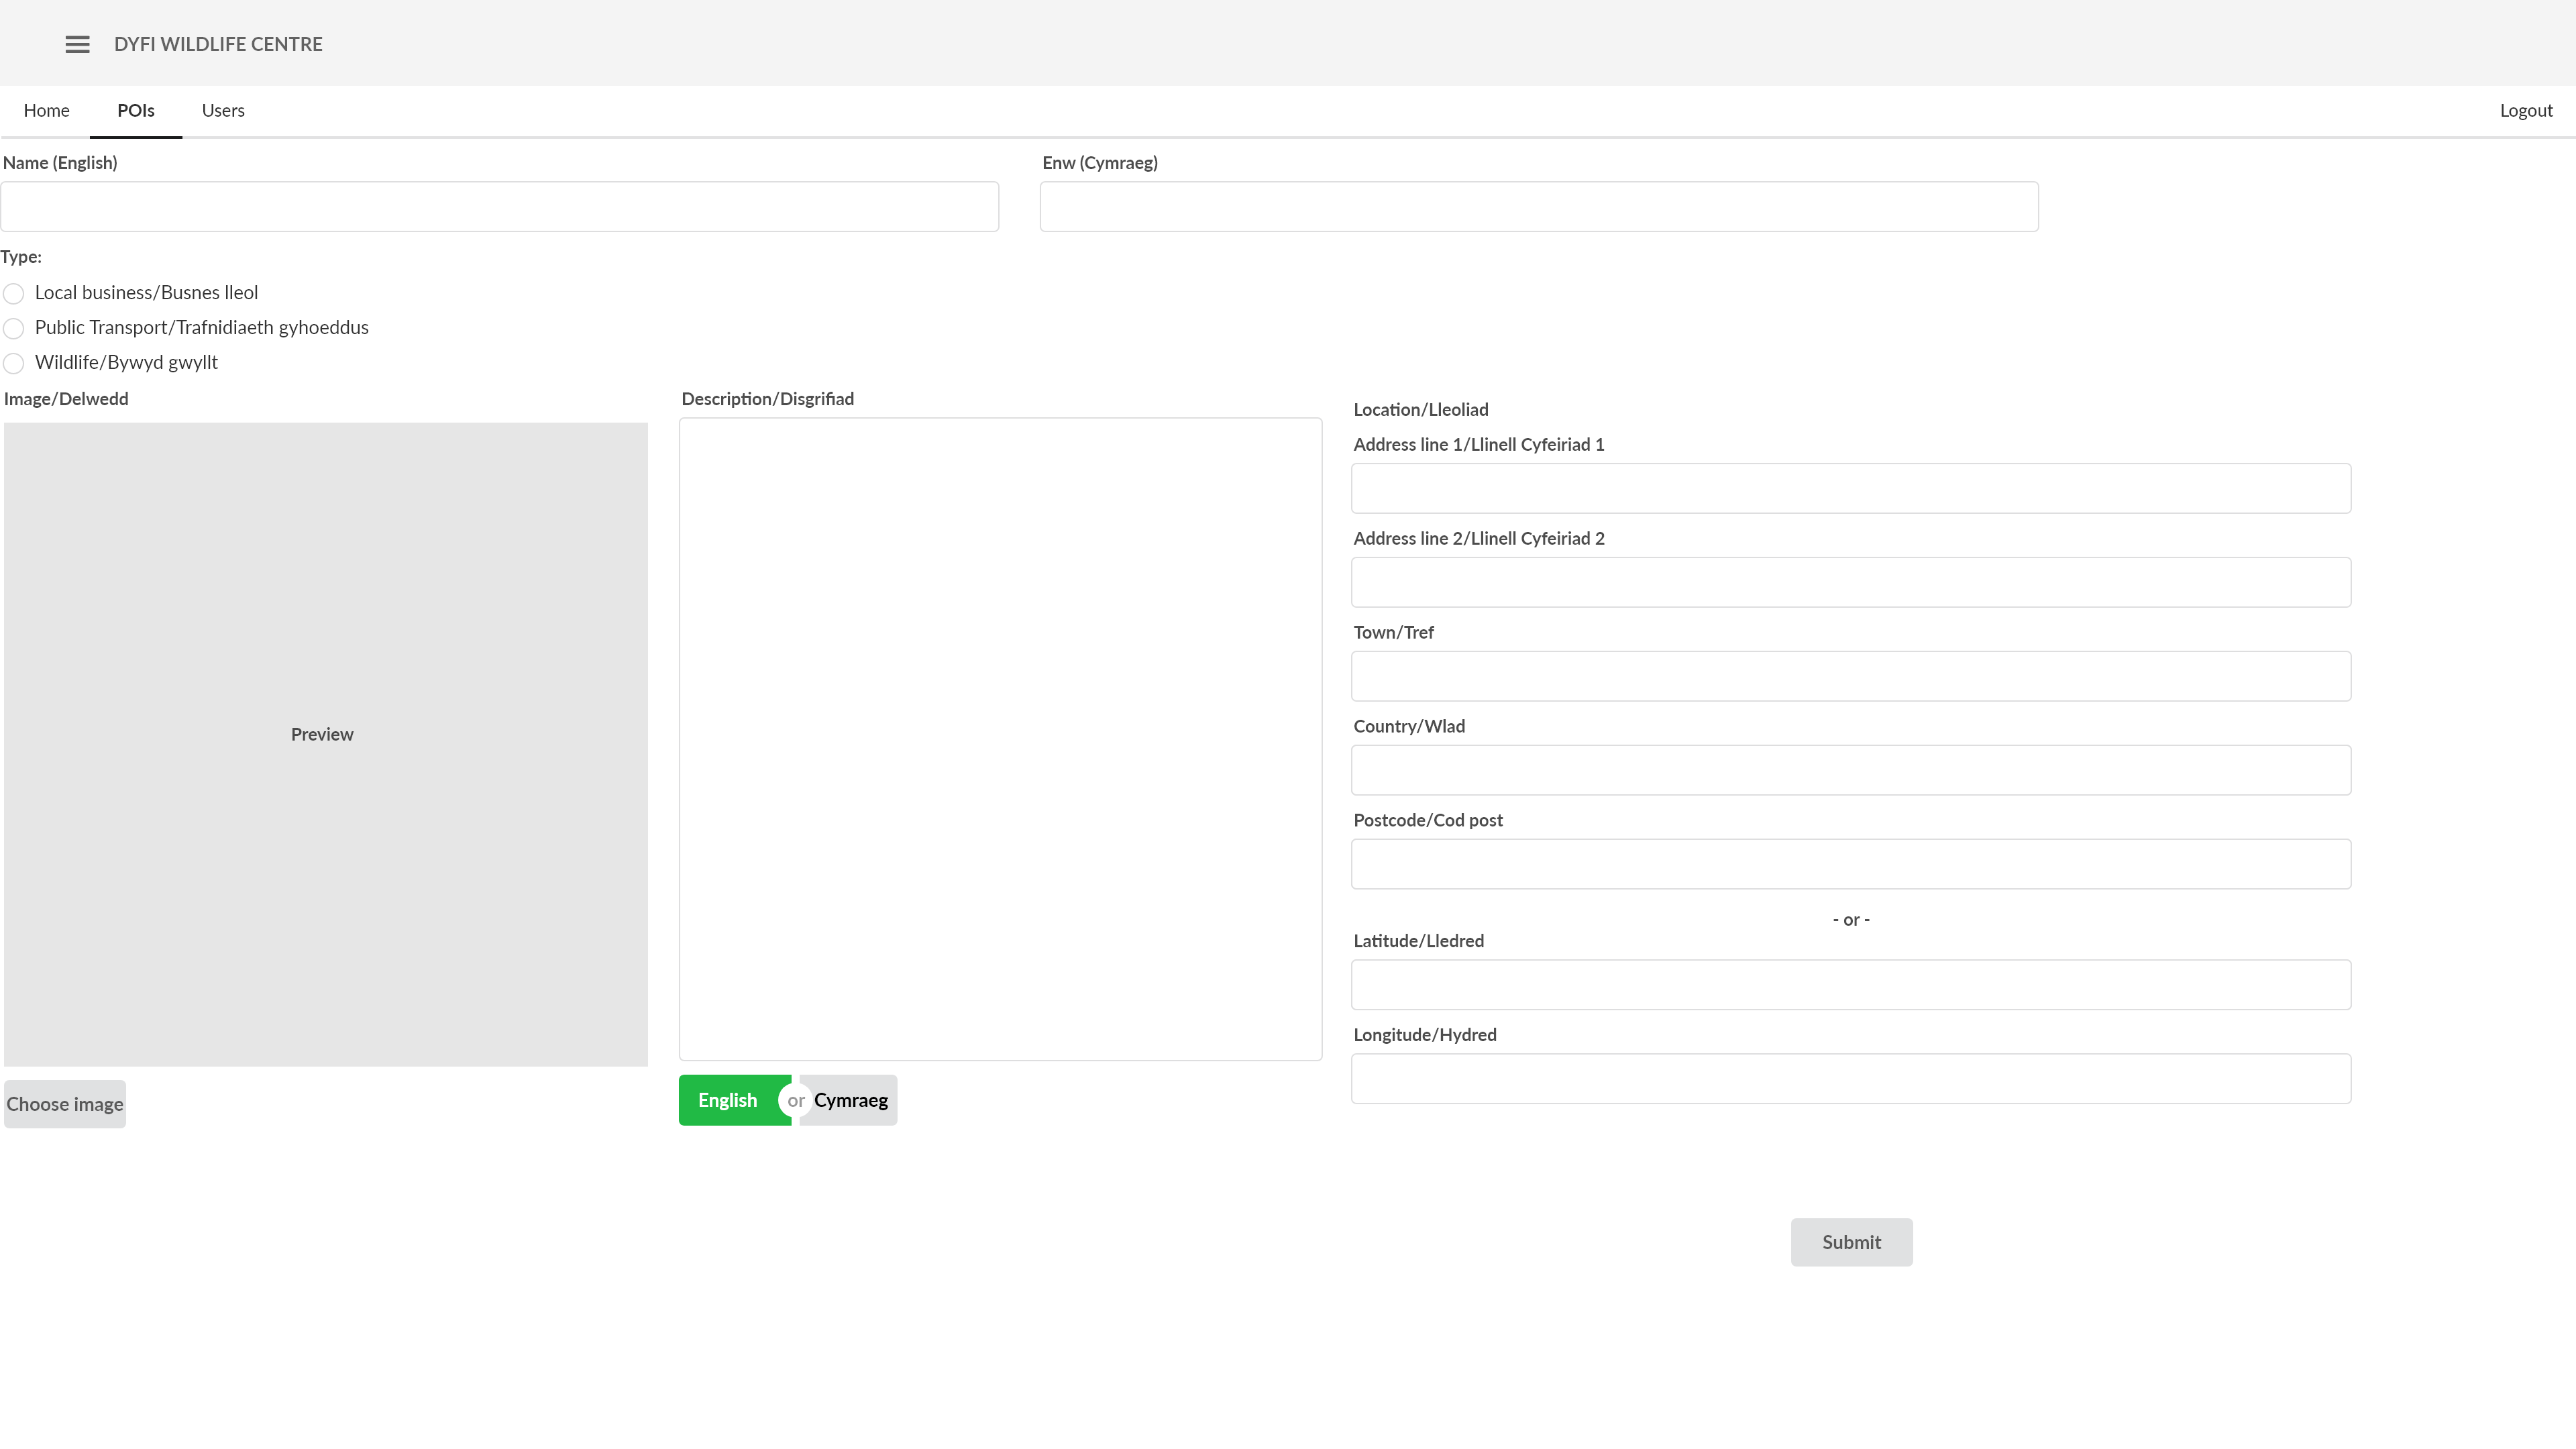 DYFI WILDLIFE CENTRE
Home POIs Users Logout
Name (English) Enw (Cymraeg)
Type:
Local business/Busnes lleol
Public Transport/Trafnidiaeth gyhoeddus
Wildlife/Bywyd gwyllt
Image/Delwedd
Preview
Choose image
Description/Disgrifiad
English or Cymraeg
Location/Lleoliad
Address line 1/Llinell Cyfeiriad 1
Address line 2/Llinell Cyfeiriad 2
Town/Tref
Country/Wlad
Postcode/Cod post
- or -
Latitude/Lledred
Longitude/Hydred
Submit